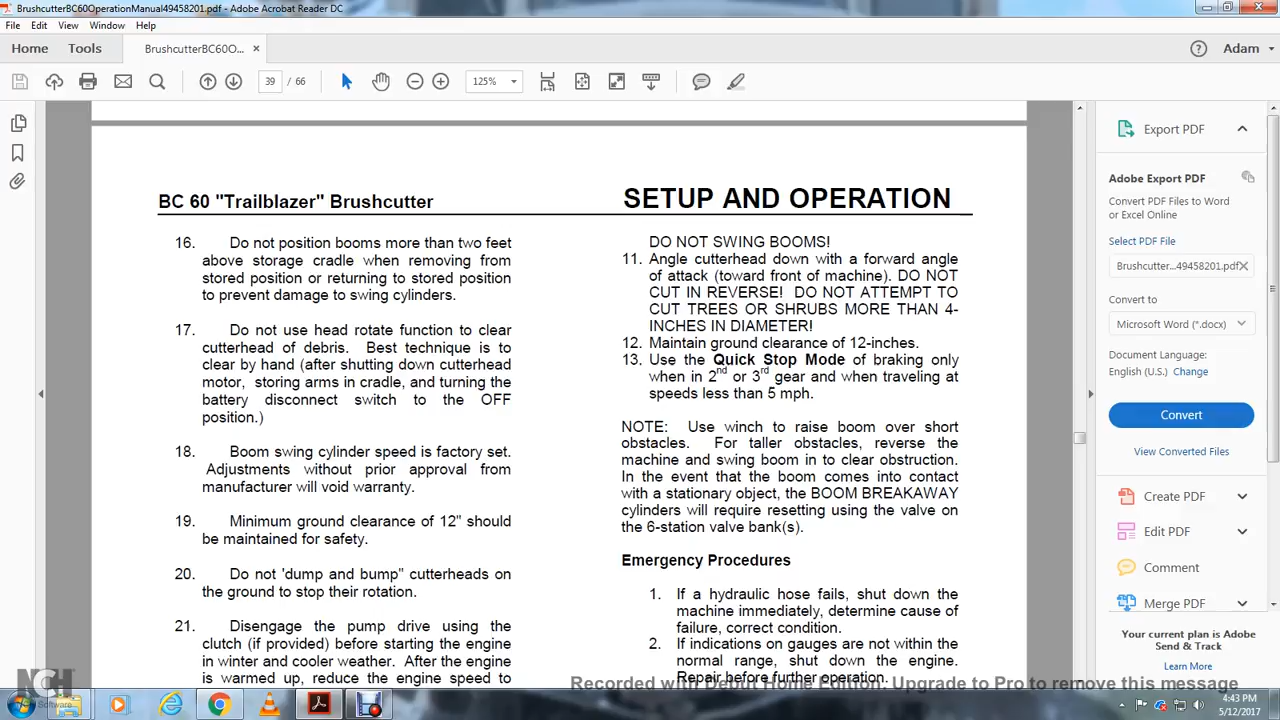 BrushcutterBC60OperationManual49458201.pdf - Adobe Acrobat Reader DC
File Edit View Window Help
Home Tools BrushcutterBC60O... × Adam
39 / 66 125%
BC 60 "Trailblazer" Brushcutter
SETUP AND OPERATION
16. Do not position booms more than two feet
above storage cradle when removing from
stored position or returning to stored position
to prevent damage to swing cylinders.
17. Do not use head rotate function to clear
cutterhead of debris. Best technique is to
clear by hand (after shutting down cutterhead
motor, storing arms in cradle, and turning the
battery disconnect switch to the OFF
position.)
18. Boom swing cylinder speed is factory set.
Adjustments without prior approval from
manufacturer will void warranty.
19. Minimum ground clearance of 12" should
be maintained for safety.
20. Do not 'dump and bump" cutterheads on
the ground to stop their rotation.
21. Disengage the pump drive using the
clutch (if provided) before starting the engine
in winter and cooler weather. After the engine
is warmed up, reduce the engine speed to
DO NOT SWING BOOMS!
11. Angle cutterhead down with a forward angle
of attack (toward front of machine). DO NOT
CUT IN REVERSE! DO NOT ATTEMPT TO
CUT TREES OR SHRUBS MORE THAN 4-
INCHES IN DIAMETER!
12. Maintain ground clearance of 12-inches.
13. Use the Quick Stop Mode of braking only
when in 2nd or 3rd gear and when traveling at
speeds less than 5 mph.
NOTE: Use winch to raise boom over short
obstacles. For taller obstacles, reverse the
machine and swing boom in to clear obstruction.
In the event that the boom comes into contact
with a stationary object, the BOOM BREAKAWAY
cylinders will require resetting using the valve on
the 6-station valve bank(s).
Emergency Procedures
1. If a hydraulic hose fails, shut down the
machine immediately, determine cause of
failure, correct condition.
2. If indications on gauges are not within the
normal range, shut down the engine.
Repair before further operation.
Export PDF
Adobe Export PDF
Convert PDF Files to Word
or Excel Online
Select PDF File
Brushcutter...49458201.pdf
Convert to
Microsoft Word (*.docx)
Document Language:
English (U.S.) Change
Convert
View Converted Files
Create PDF
Edit PDF
Comment
Merge PDF
Your current plan is Adobe
Send & Track
Learn More
NCH
Software
Recorded with Debut Home Edition: Upgrade to Pro to remove this message
4:43 PM
5/12/2017